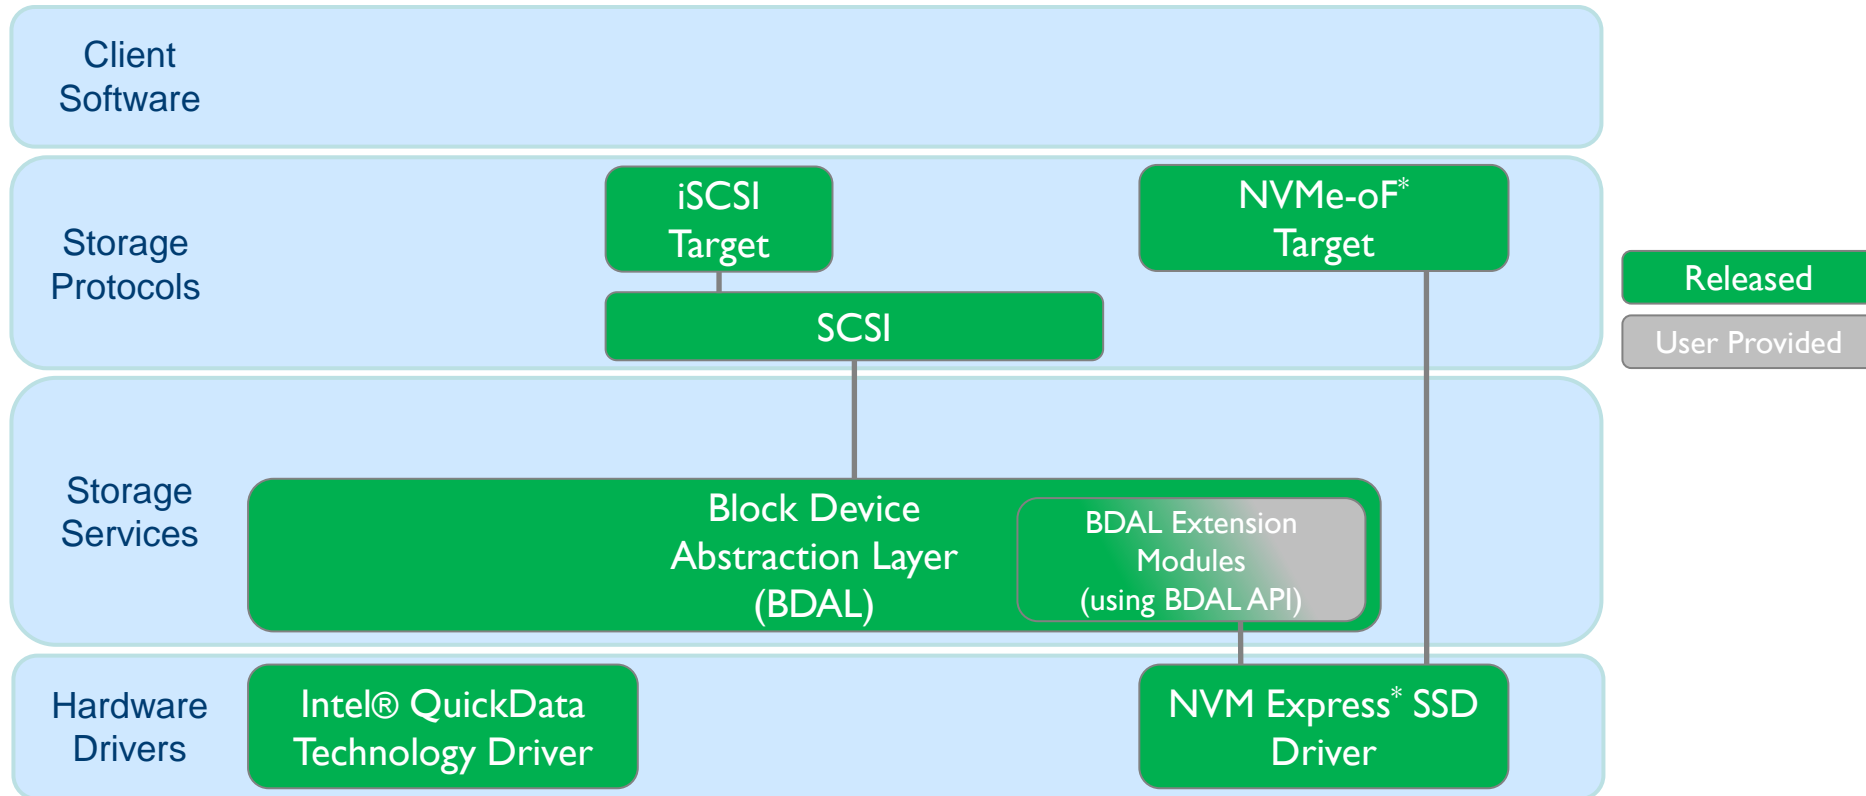 Client
Software
Storage
Protocols
iSCSI
Target
NVMe-oF*
Target
SCSI
Released
User Provided
Storage
Services
Block Device
Abstraction Layer
(BDAL)
BDAL Extension
Modules
(using BDAL API)
Hardware
Drivers
Intel® QuickData
Technology Driver
NVM Express* SSD
Driver